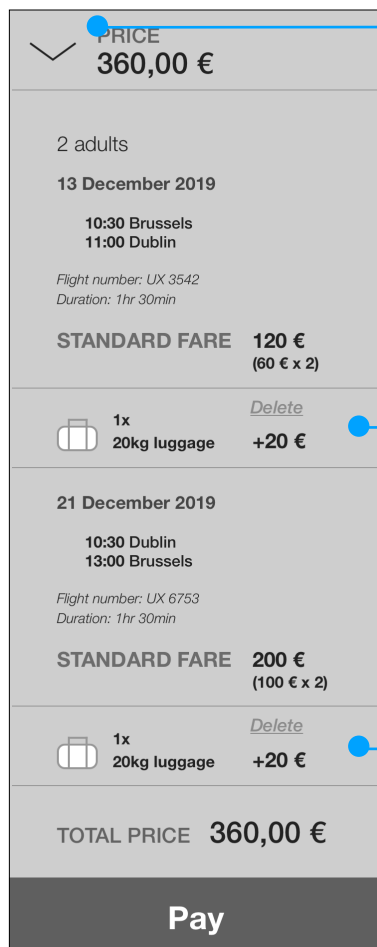 PRICE
360,00 €
2 adults
13 December 2019
10:30 Brussels
11:00 Dublin
Flight number: UX 3542
Duration: 1hr 30min
STANDARD FARE 120 €
(60 € x 2)
Delete
1x
20kg luggage +20 €
21 December 2019
10:30 Dublin
13:00 Brussels
Flight number: UX 6753
Duration: 1hr 30min
STANDARD FARE 200 €
(100 € x 2)
Delete
1x
20kg luggage +20 €
TOTAL PRICE 360,00 €
Pay